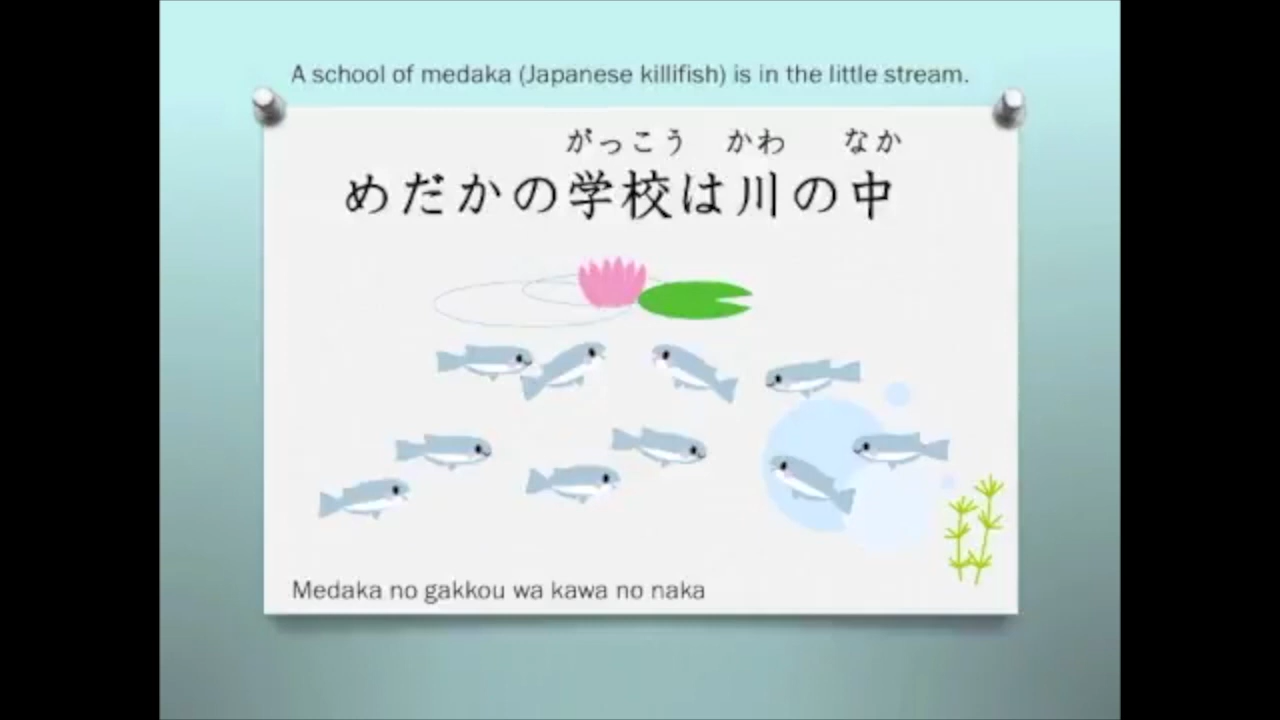 A school of medaka (Japanese killifish) is in the little stream.
がっこう かわ なか
めだかの学校は川の中
Medaka no gakkou wa kawa no naka